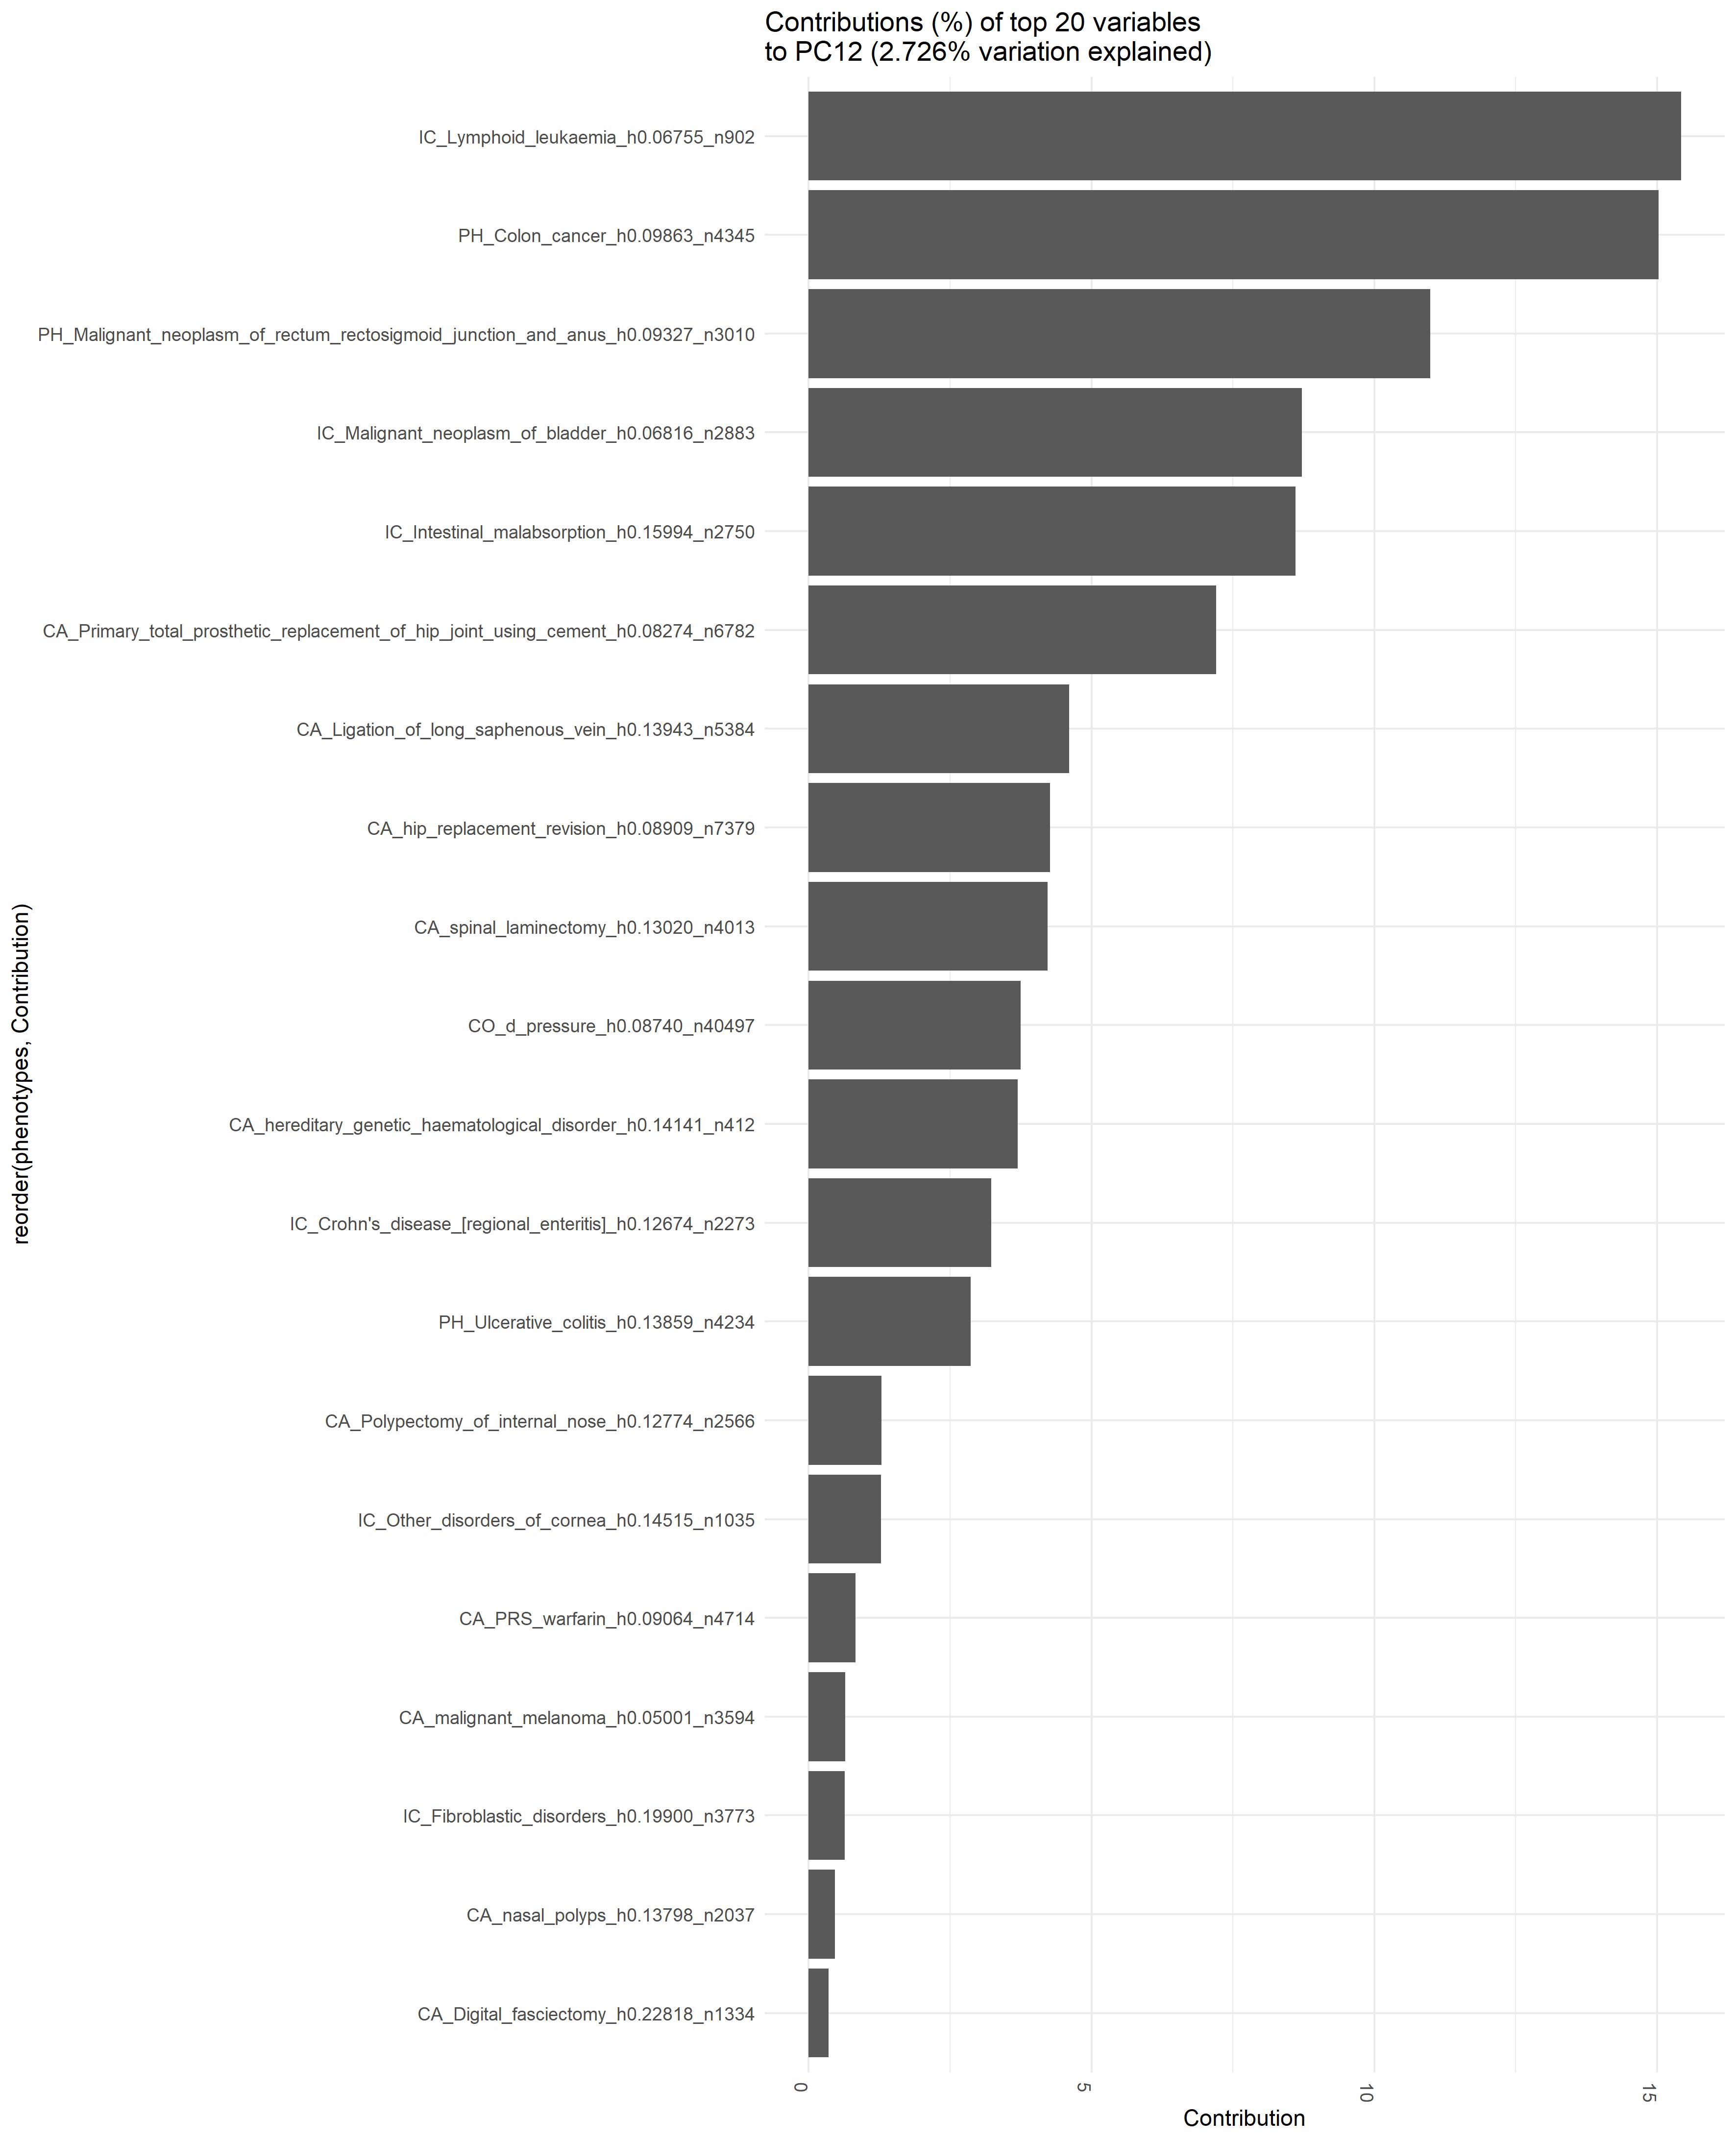 Contributions (%) of top 20 variables
to PC12 (2.726% variation explained)
IC_Lymphoid_leukaemia_h0.06755_n902
PH_Colon_cancer_h0.09863_n4345
PH_Malignant_neoplasm_of_rectum_rectosigmoid_junction_and_anus_h0.09327_n3010
IC_Malignant_neoplasm_of_bladder_h0.06816_n2883
IC_Intestinal_malabsorption_h0.15994_n2750
CA_Primary_total_prosthetic_replacement_of_hip_joint_using_cement_h0.08274_n6782
CA_Ligation_of_long_saphenous_vein_h0.13943_n5384
CA_hip_replacement_revision_h0.08909_n7379
CA_spinal_laminectomy_h0.13020_n4013
CO_d_pressure_h0.08740_n40497
CA_hereditary_genetic_haematological_disorder_h0.14141_n412
IC_Crohn's_disease_[regional_enteritis]_h0.12674_n2273
PH_Ulcerative_colitis_h0.13859_n4234
CA_Polypectomy_of_internal_nose_h0.12774_n2566
IC_Other_disorders_of_cornea_h0.14515_n1035
CA_PRS_warfarin_h0.09064_n4714
CA_malignant_melanoma_h0.05001_n3594
IC_Fibroblastic_disorders_h0.19900_n3773
CA_nasal_polyps_h0.13798_n2037
CA_Digital_fasciectomy_h0.22818_n1334
reorder(phenotypes, Contribution)
0 5 10 15
Contribution